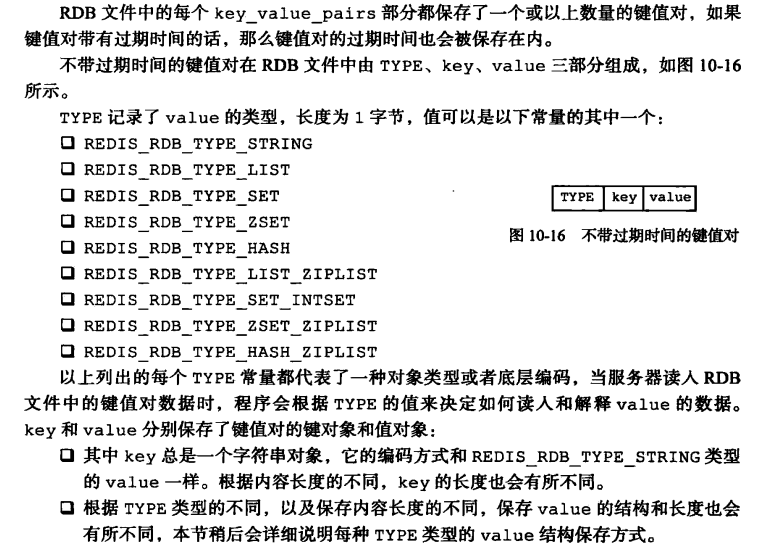 RDB 文件中的每个 key_value_pairs 部分都保存了一个或以上数量的键值对，如果
键值对带有过期时间的话，那么键值对的过期时间也会被保存在内。
不带过期时间的键值对在 RDB 文件中由 TYPE、key、value 三部分组成，如图 10-16
所示。
TYPE 记录了 value 的类型，长度为 1 字节，值可以是以下常量的其中一个：
❑ REDIS_RDB_TYPE_STRING
❑ REDIS_RDB_TYPE_LIST
❑ REDIS_RDB_TYPE_SET
❑ REDIS_RDB_TYPE_ZSET
❑ REDIS_RDB_TYPE_HASH
❑ REDIS_RDB_TYPE_LIST_ZIPLIST
❑ REDIS_RDB_TYPE_SET_INTSET
❑ REDIS_RDB_TYPE_ZSET_ZIPLIST
❑ REDIS_RDB_TYPE_HASH_ZIPLIST
TYPE key value
图 10-16 不带过期时间的键值对
以上列出的每个 TYPE 常量都代表了一种对象类型或者底层编码，当服务器读入 RDB
文件中的键值对数据时，程序会根据 TYPE 的值来决定如何读入和解释 value 的数据。
key 和 value 分别保存了键值对的键对象和值对象：
❑ 其中 key 总是一个字符串对象，它的编码方式和 REDIS_RDB_TYPE_STRING 类型
的 value 一样。根据内容长度的不同，key 的长度也会有所不同。
❑ 根据 TYPE 类型的不同，以及保存内容长度的不同，保存 value 的结构和长度也会
有所不同，本节稍后会详细说明每种 TYPE 类型的 value 结构保存方式。